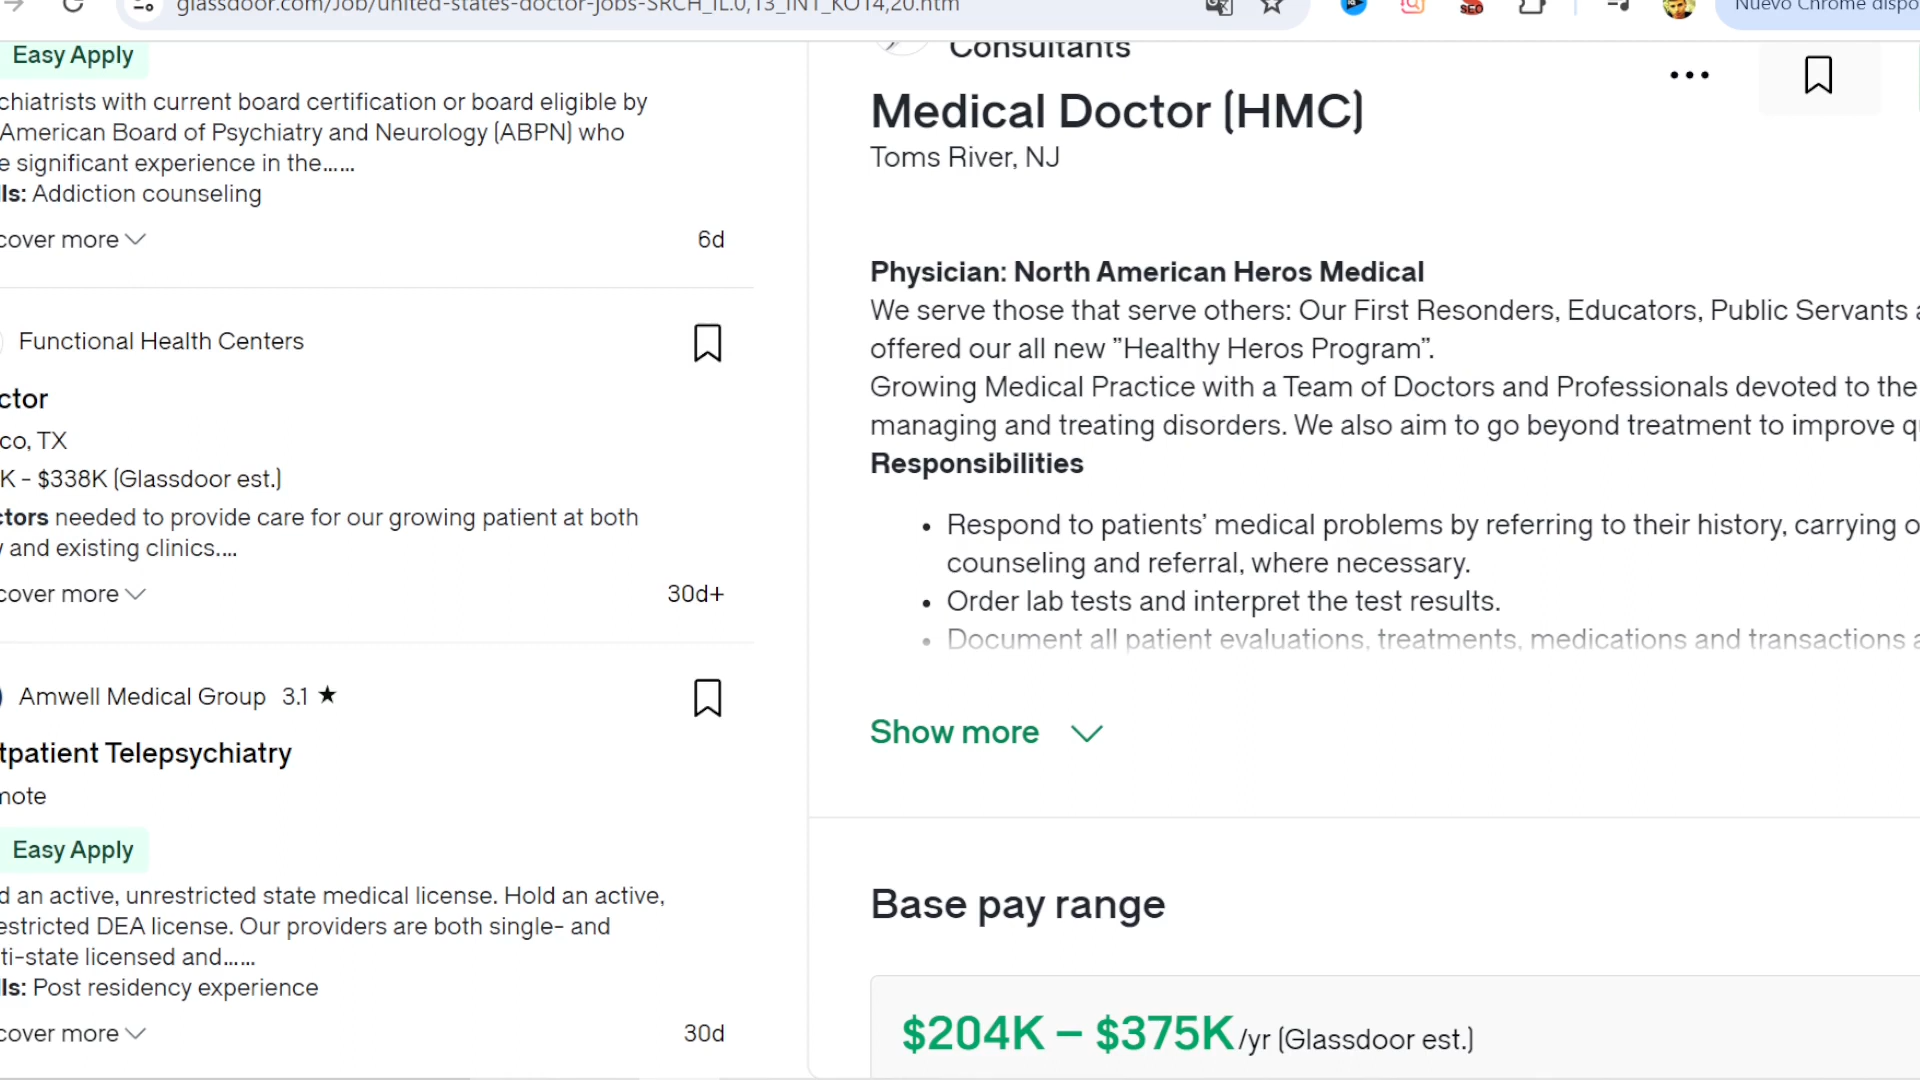 glassdoor.com/Job/united-states-doctor-jobs-SRCH_IL.0,13_IN1_KO14,20.htm
SEO
Nuevo Chrome dispo
Easy Apply
chiatrists with current board certification or board eligible by
American Board of Psychiatry and Neurology (ABPN) who
e significant experience in the……
lls: Addiction counseling
cover more
6d
Functional Health Centers
ctor
co, TX
K - $338K (Glassdoor est.)
ctors needed to provide care for our growing patient at both
and existing clinics.…
cover more
30d+
Amwell Medical Group 3.1 ★
tpatient Telepsychiatry
mote
Easy Apply
d an active, unrestricted state medical license. Hold an active,
estricted DEA license. Our providers are both single- and
ti-state licensed and……
lls: Post residency experience
cover more
30d
Consultants
Medical Doctor (HMC)
Toms River, NJ
Physician: North American Heros Medical
We serve those that serve others: Our First Resonders, Educators, Public Servants a
offered our all new ”Healthy Heros Program”.
Growing Medical Practice with a Team of Doctors and Professionals devoted to the
managing and treating disorders. We also aim to go beyond treatment to improve q
Responsibilities
• Respond to patients’ medical problems by referring to their history, carrying o
counseling and referral, where necessary.
• Order lab tests and interpret the test results.
• Document all patient evaluations, treatments, medications and transactions a
Show more
Base pay range
$204K – $375K/yr (Glassdoor est.)